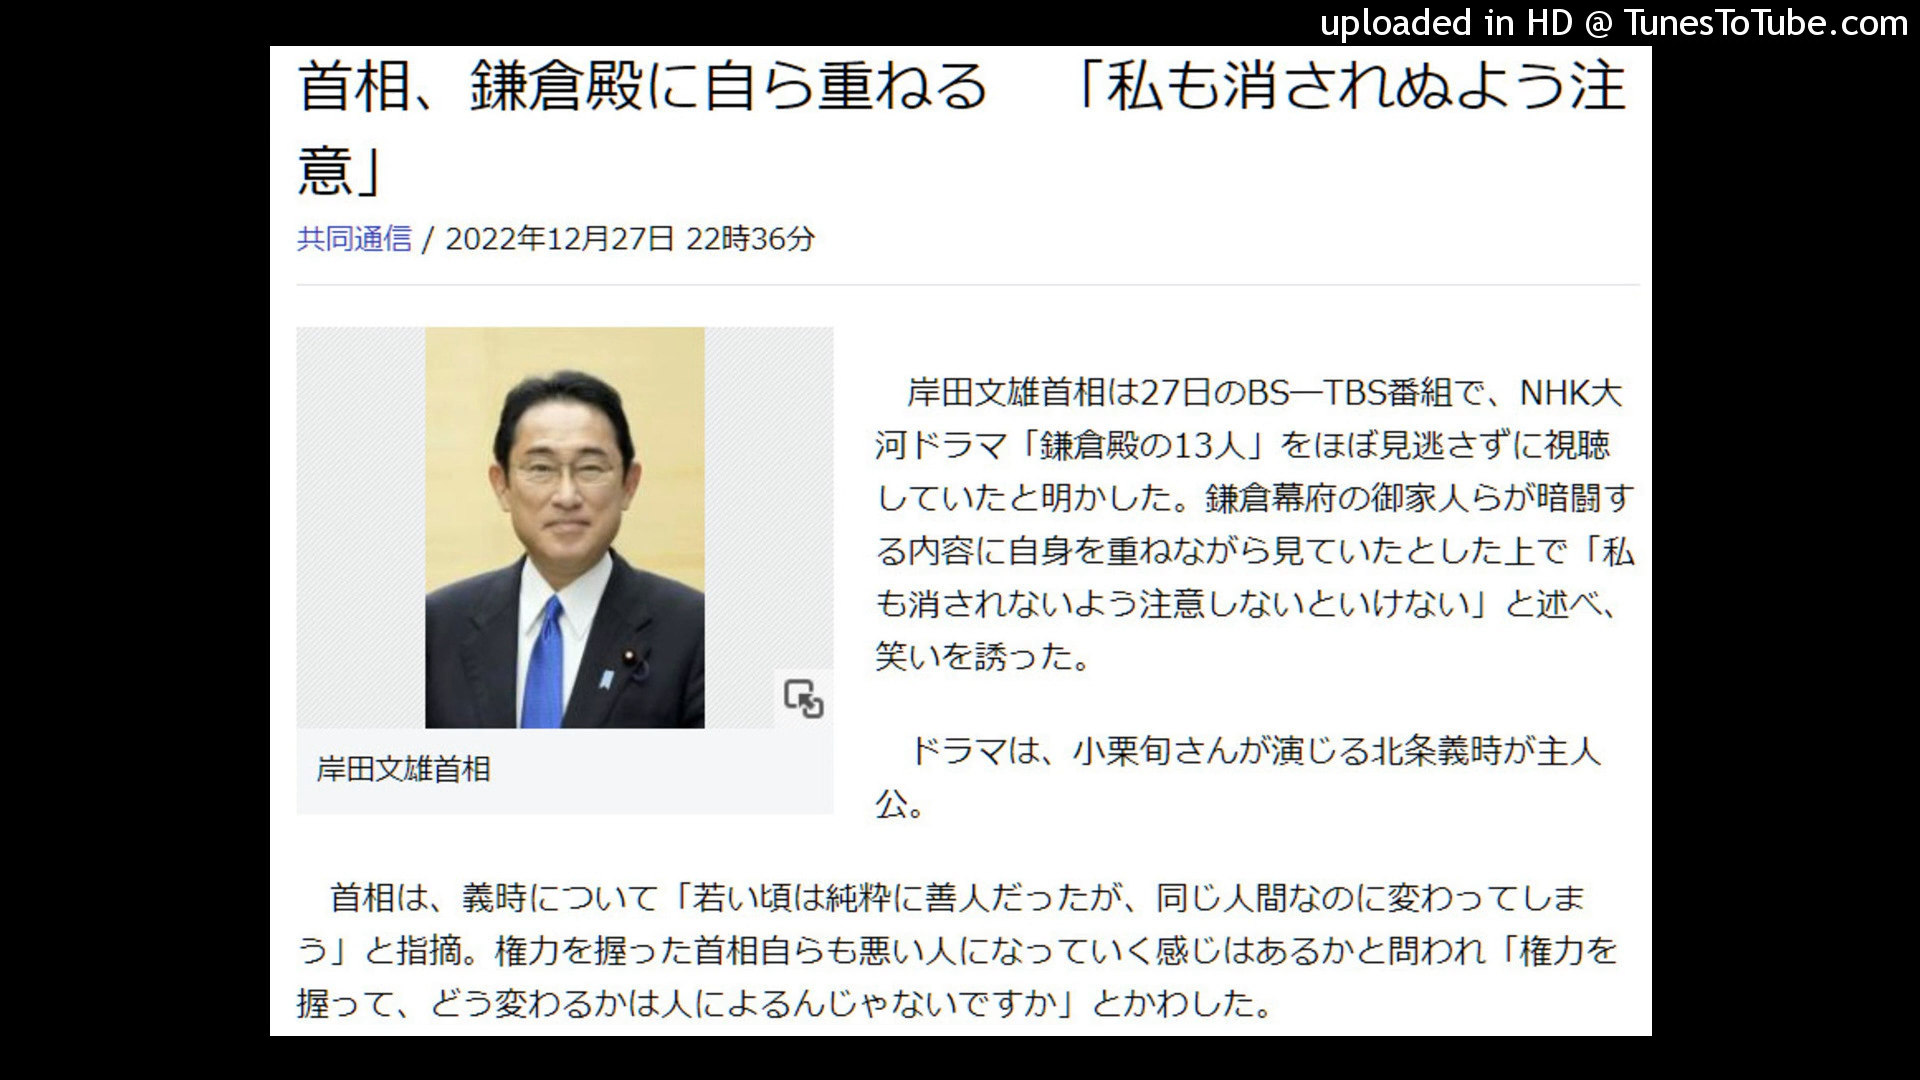 uploaded in HD @ TunesToTube.com
首相、鎌倉殿に自ら重ねる　「私も消されぬよう注
意」
共同通信 / 2022年12月27日 22時36分
岸田文雄首相は27日のBS―TBS番組で、NHK大
河ドラマ「鎌倉殿の13人」をほぼ見逃さずに視聴
していたと明かした。鎌倉幕府の御家人らが暗闘す
る内容に自身を重ねながら見ていたとした上で「私
も消されないよう注意しないといけない」と述べ、
笑いを誘った。
岸田文雄首相
ドラマは、小栗旬さんが演じる北条義時が主人
公。
首相は、義時について「若い頃は純粋に善人だったが、同じ人間なのに変わってしま
う」と指摘。権力を握った首相自らも悪い人になっていく感じはあるかと問われ「権力を
握って、どう変わるかは人によるんじゃないですか」とかわした。